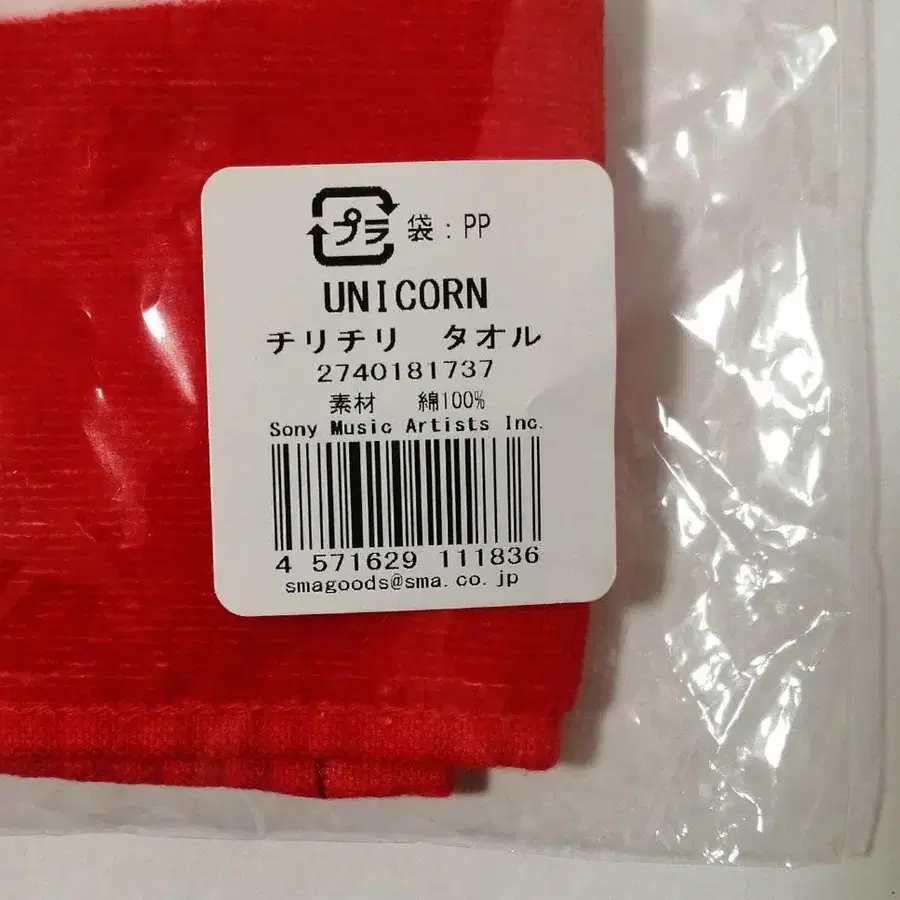 プラ 袋：PP
UNICORN
チリチリ　タオル
2740181737
素材　綿100%
Sony Music Artists Inc.
4 571629 111836
smagoods@sma.co.jp